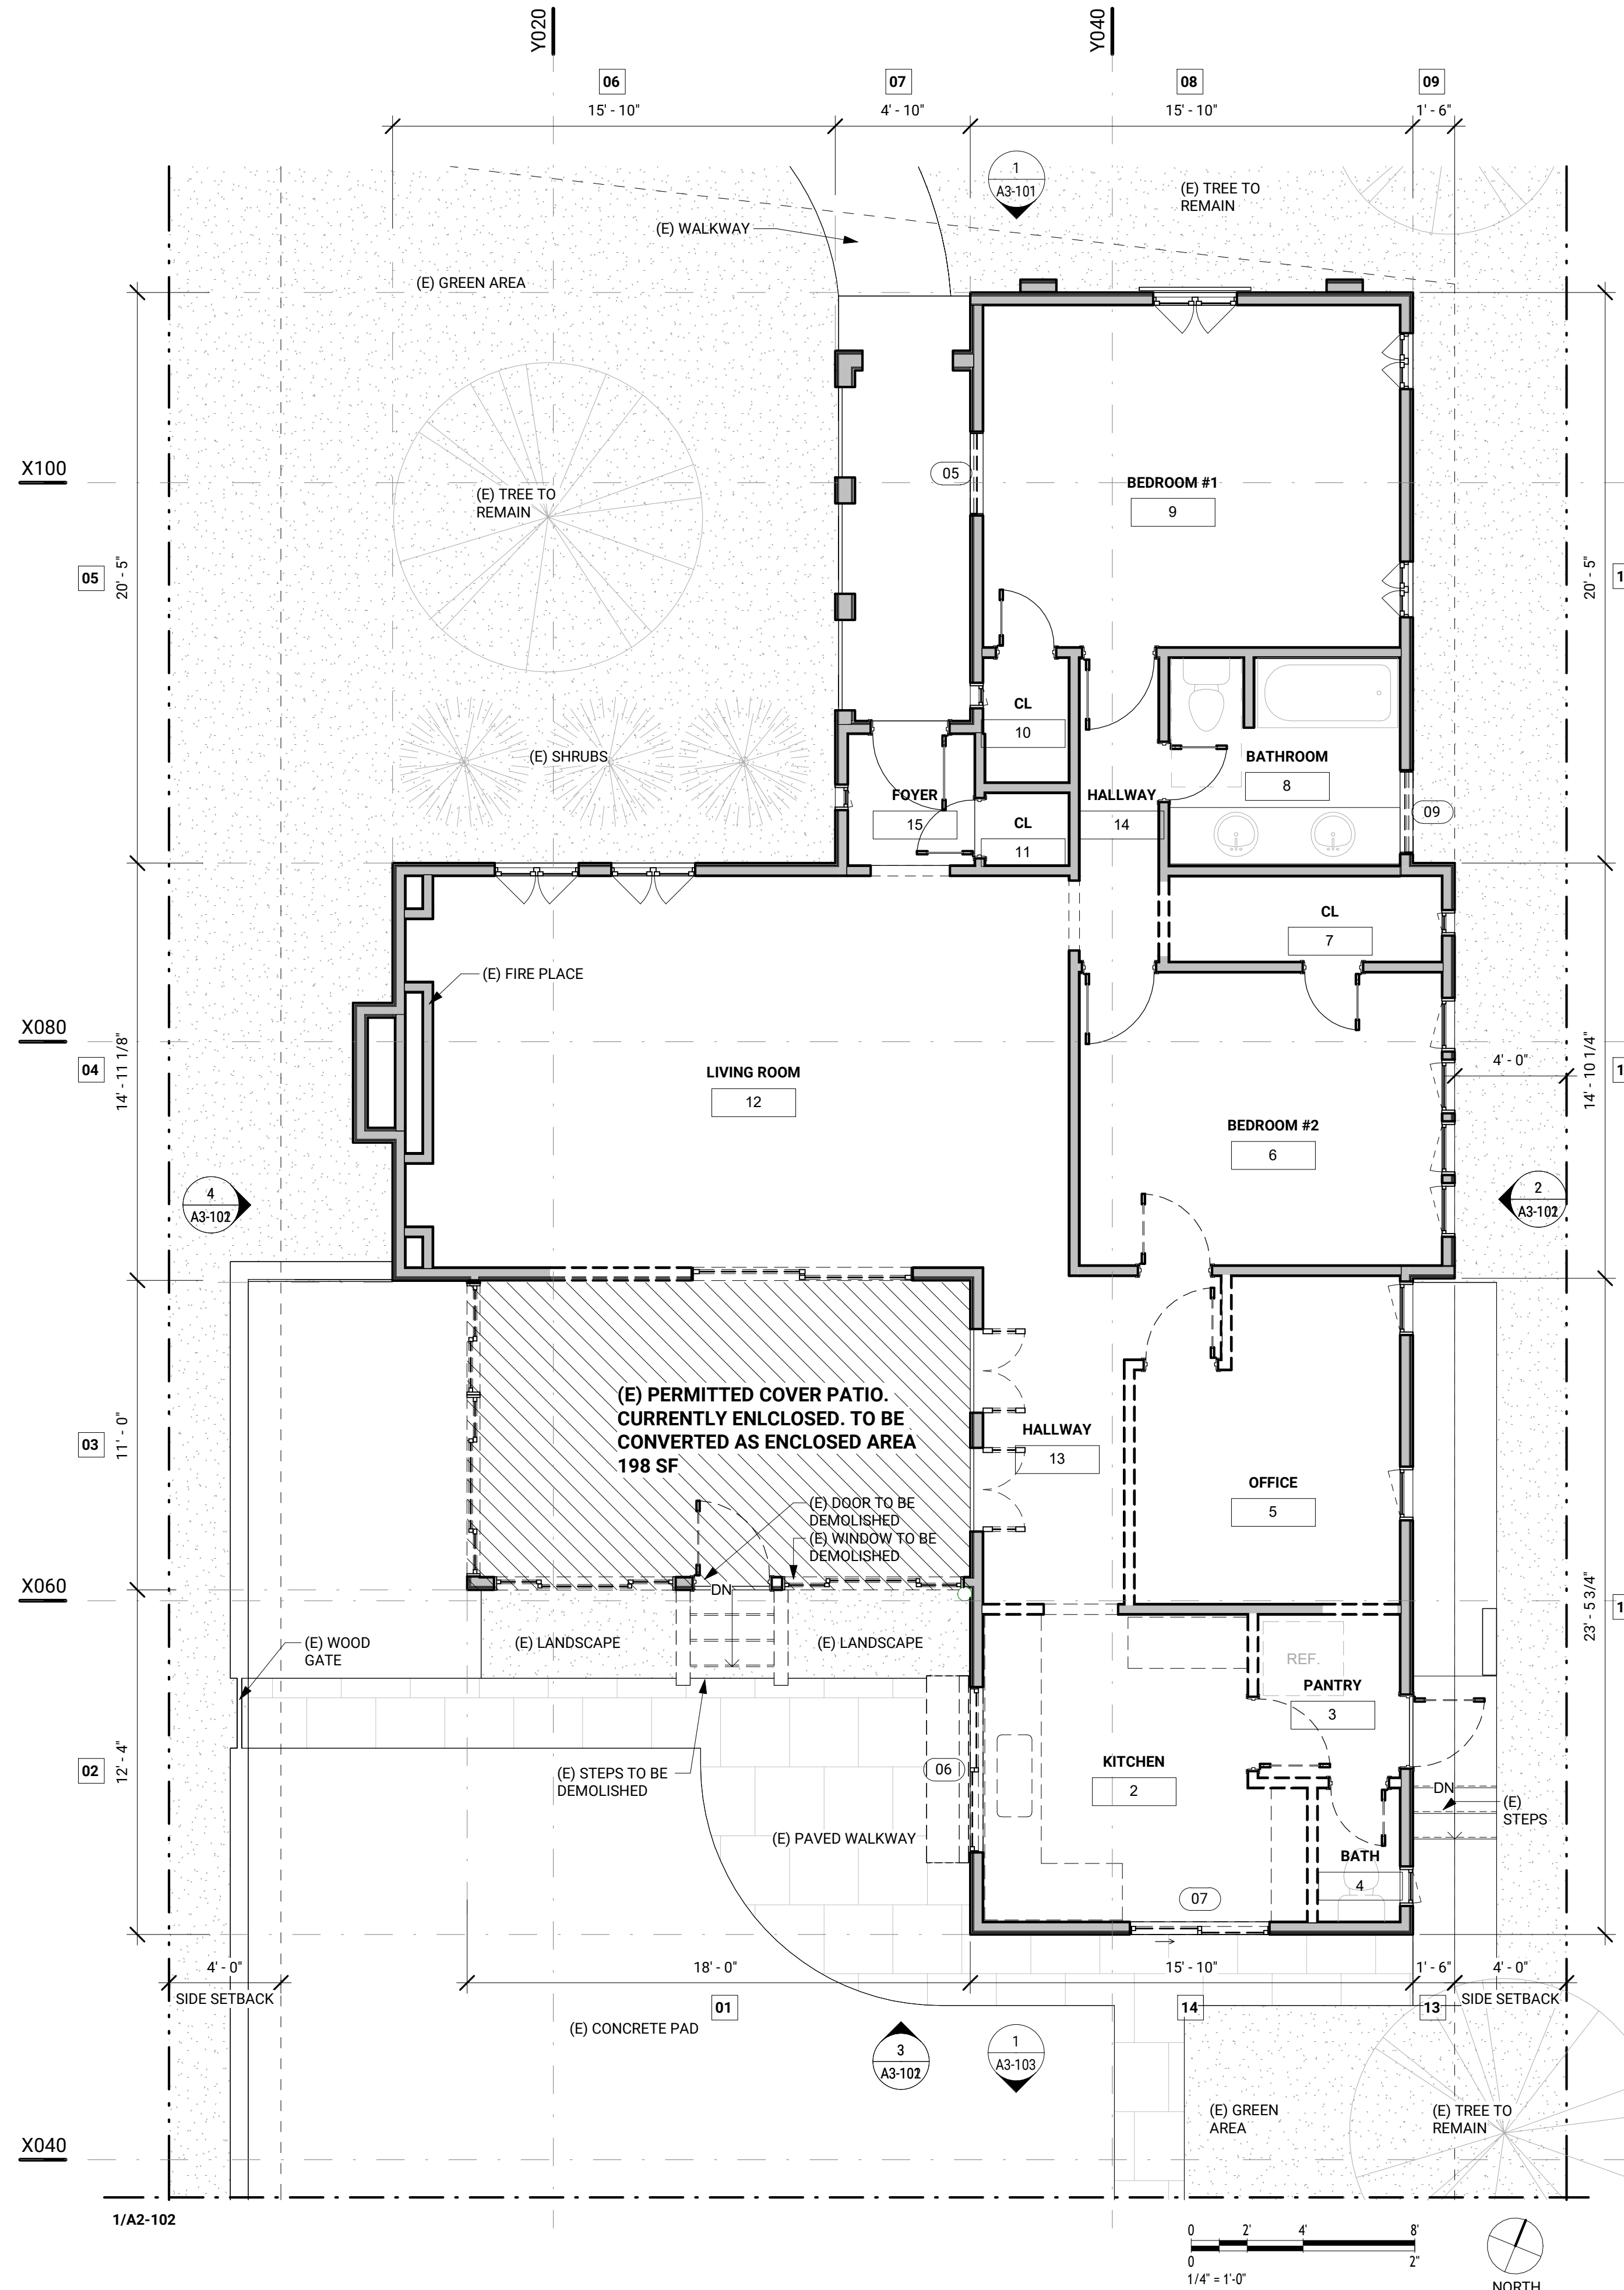 Y020
Y040
06
07
08
09
15' - 10"
4' - 10"
15' - 10"
1' - 6"
1
A3-101
(E) TREE TO
REMAIN
(E) WALKWAY
(E) GREEN AREA
X100
05
BEDROOM #1
9
(E) TREE TO
REMAIN
05
20' - 5"
20' - 5"
CL
10
(E) SHRUBS
BATHROOM
8
FOYER
15
HALLWAY
14
09
CL
11
CL
7
(E) FIRE PLACE
X080
04
14' - 11 1/8"
14' - 10 1/4"
4' - 0"
LIVING ROOM
12
BEDROOM #2
6
4
2
A3-102
(E) PERMITTED COVER PATIO.
CURRENTLY ENLCLOSED. TO BE
CONVERTED AS ENCLOSED AREA
198 SF
03
11' - 0"
HALLWAY
13
OFFICE
5
(E) DOOR TO BE
DEMOLISHED
(E) WINDOW TO BE
DEMOLISHED
X060
DN
23' - 5 3/4"
(E) WOOD
GATE
(E) LANDSCAPE
(E) LANDSCAPE
REF.
PANTRY
3
02
12' - 4"
(E) STEPS TO BE
DEMOLISHED
06
KITCHEN
2
DN
(E)
STEPS
(E) PAVED WALKWAY
BATH
4
07
4' - 0"
18' - 0"
15' - 10"
1' - 6"
4' - 0"
SIDE SETBACK
01
14
13
SIDE SETBACK
(E) CONCRETE PAD
3
1
A3-103
(E) GREEN
AREA
(E) TREE TO
REMAIN
X040
1/A2-102
0
2'
4'
8'
0
2"
1/4" = 1'-0"
NORTH